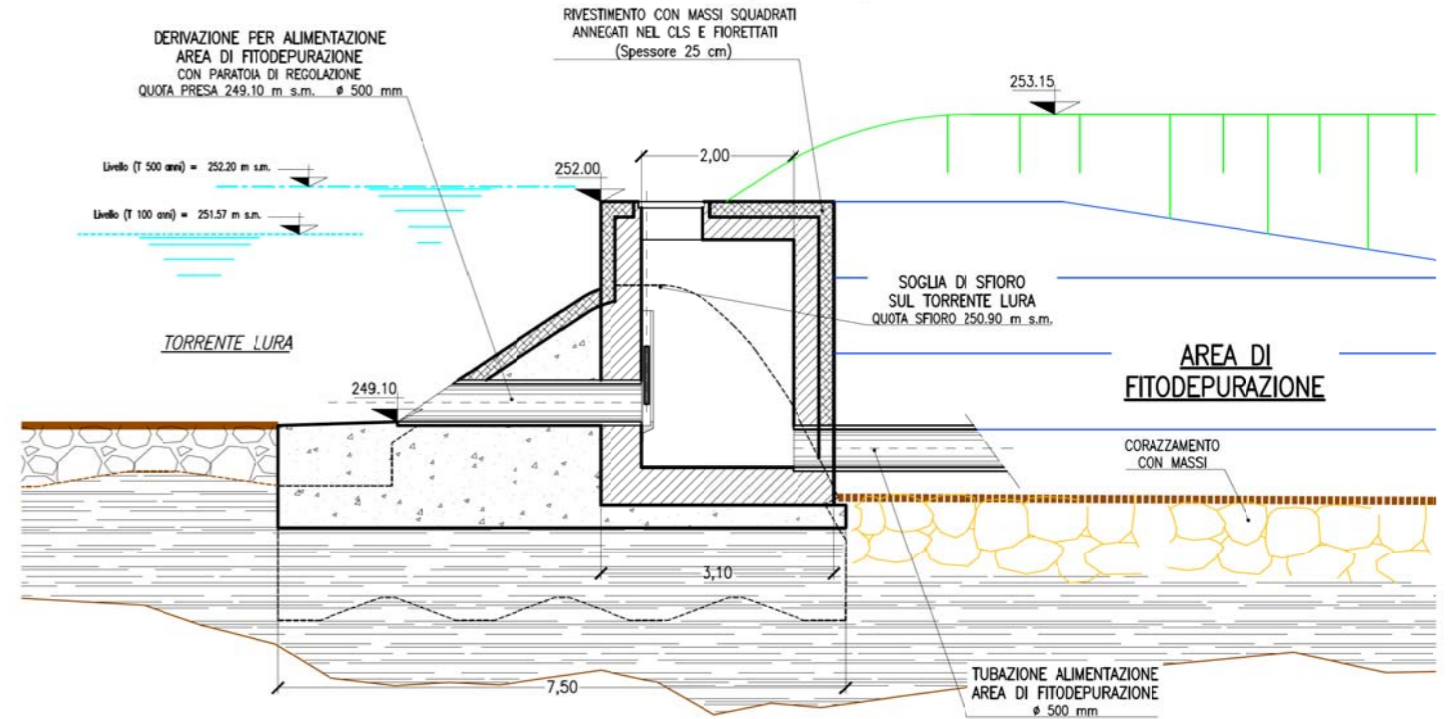 RIVESTIMENTO CON MASSI SQUADRATI
ANNEGATI NEL CLS E FIORETTATI
(Spessore 25 cm)
DERIVAZIONE PER ALIMENTAZIONE
AREA DI FITODEPURAZIONE
CON PARATOIA DI REGOLAZIONE
QUOTA PRESA 249.10 m s.m. ø 500 mm
253.15
2,00
Livello (T 500 anni) = 252.20 m s.m.
252.00
Livello (T 100 anni) = 251.57 m s.m.
SOGLIA DI SFIORO
SUL TORRENTE LURA
QUOTA SFIORO 250.90 m s.m.
TORRENTE LURA
AREA DI
FITODEPURAZIONE
249.10
CORAZZAMENTO
CON MASSI
3,10
7,50
TUBAZIONE ALIMENTAZIONE
AREA DI FITODEPURAZIONE
ø 500 mm